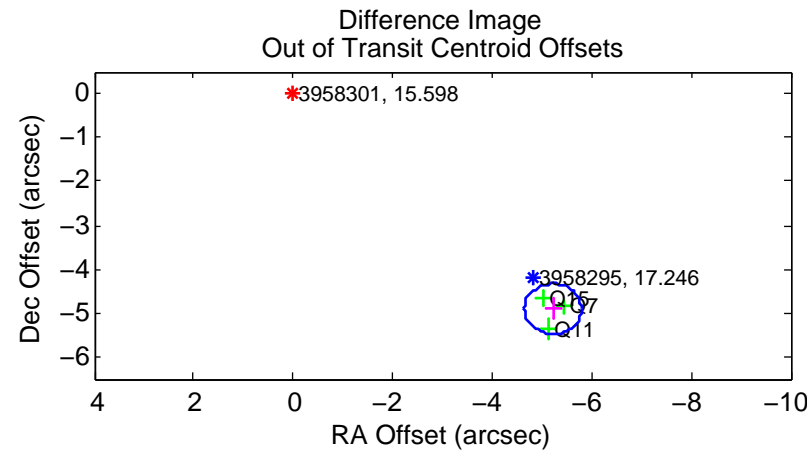 Difference Image
Out of Transit Centroid Offsets
Dec Offset (arcsec)
0
−1
−2
−3
−4
−5
−6
3958301, 15.598
3958295, 17.246
Q15
Q7
Q11
4
2
0
−2
−4
−6
−8
−10
RA Offset (arcsec)